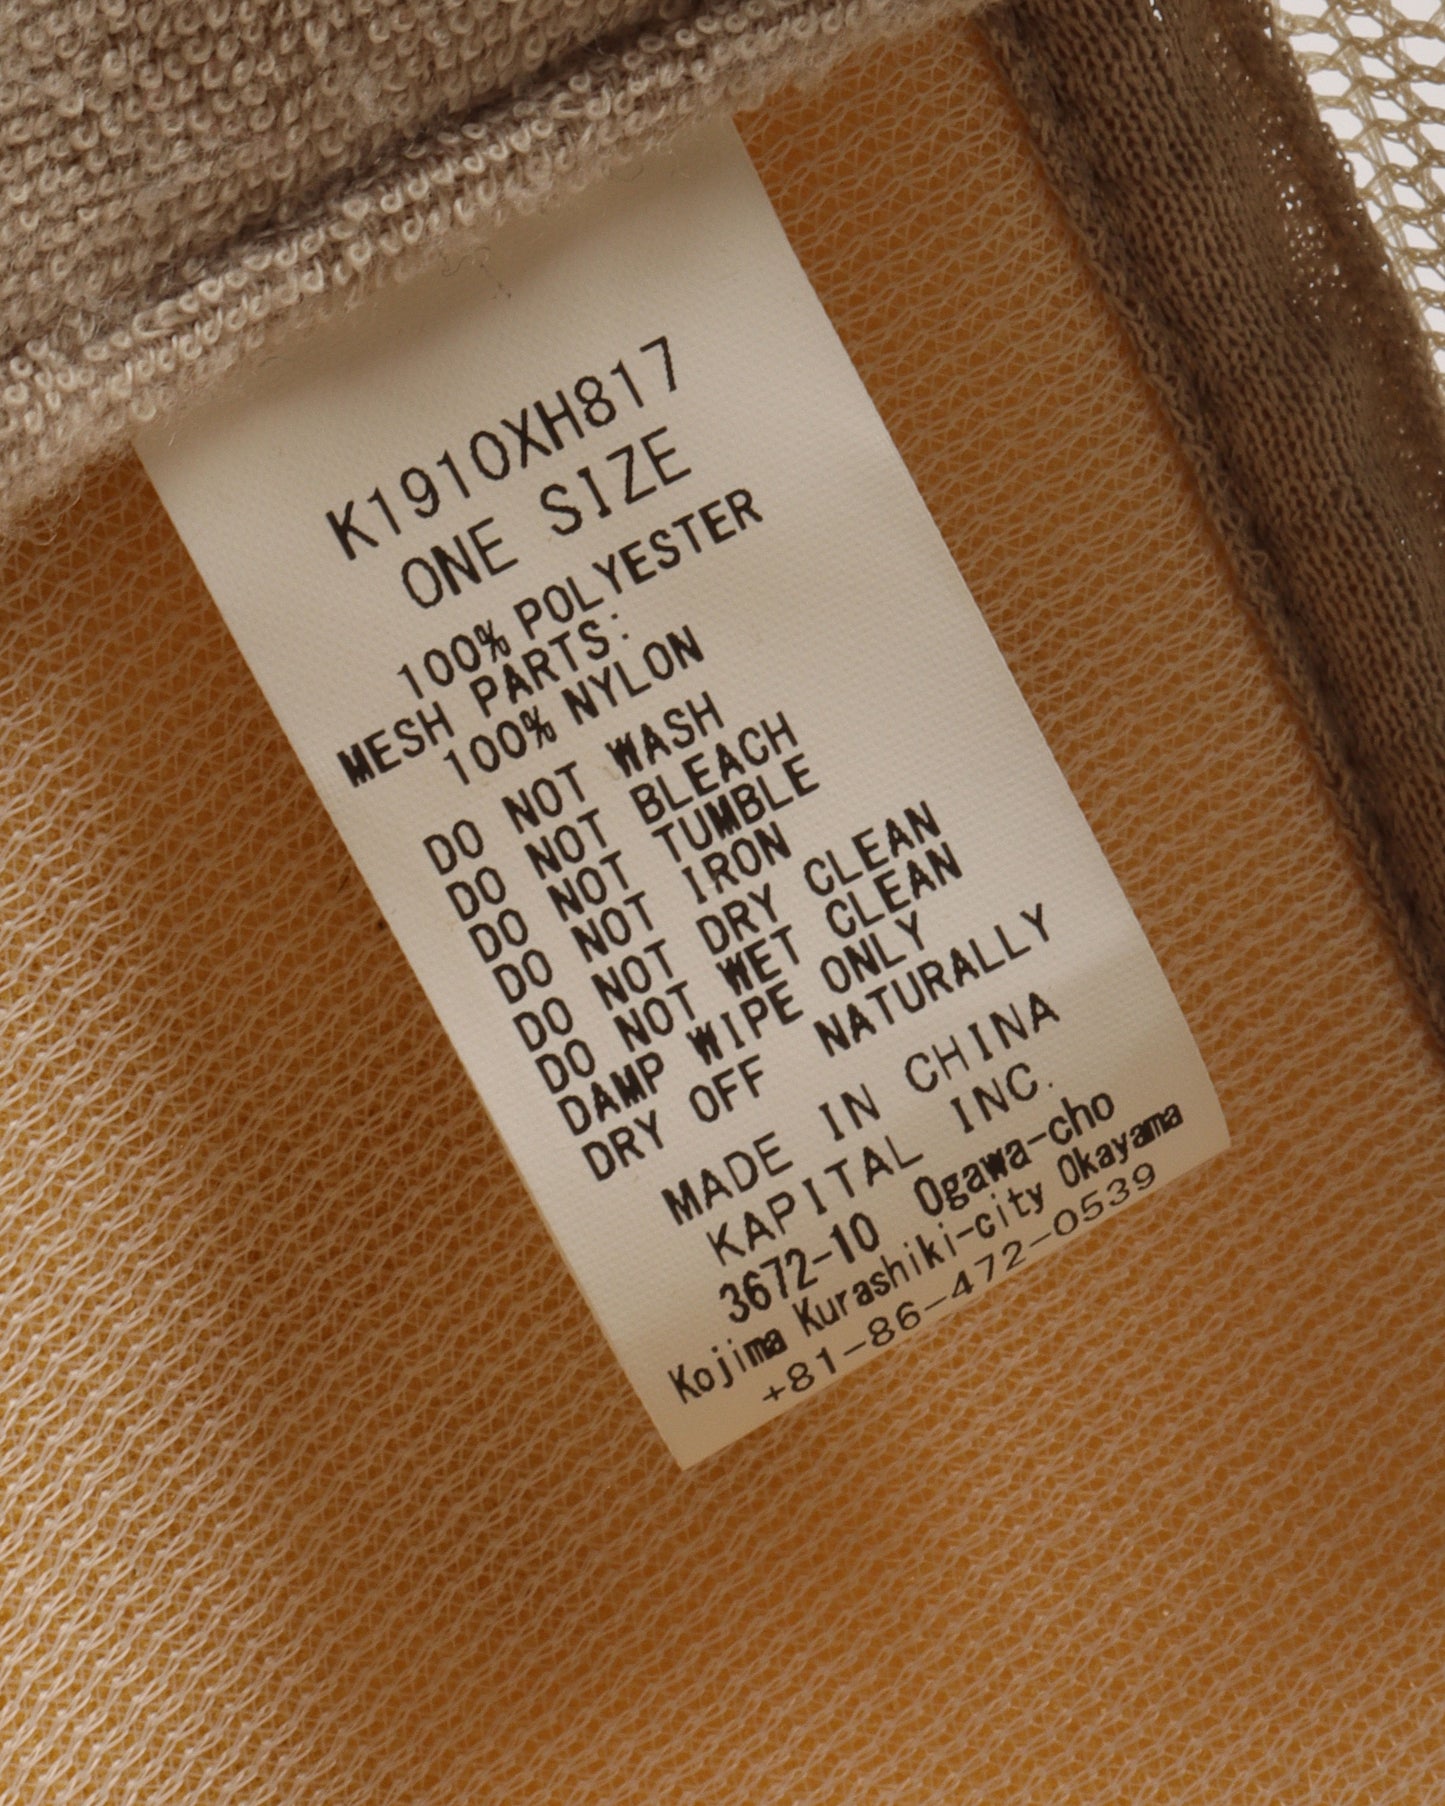 K1910XH817
ONE SIZE
100% POLYESTER
MESH PARTS:
100% NYLON
DO NOT WASH
DO NOT BLEACH
DO NOT TUMBLE
DO NOT IRON
DO NOT DRY CLEAN
DO NOT WET CLEAN
DAMP WIPE ONLY
DRY OFF NATURALLY
MADE IN CHINA
KAPITAL INC.
3672-10 Ogawa-cho
Kojima Kurashiki-city Okayama
+81-86-472-0539